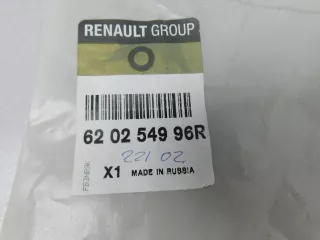 RENAULT GROUP
62 02 549 96R
221 02
X1 MADE IN RUSSIA